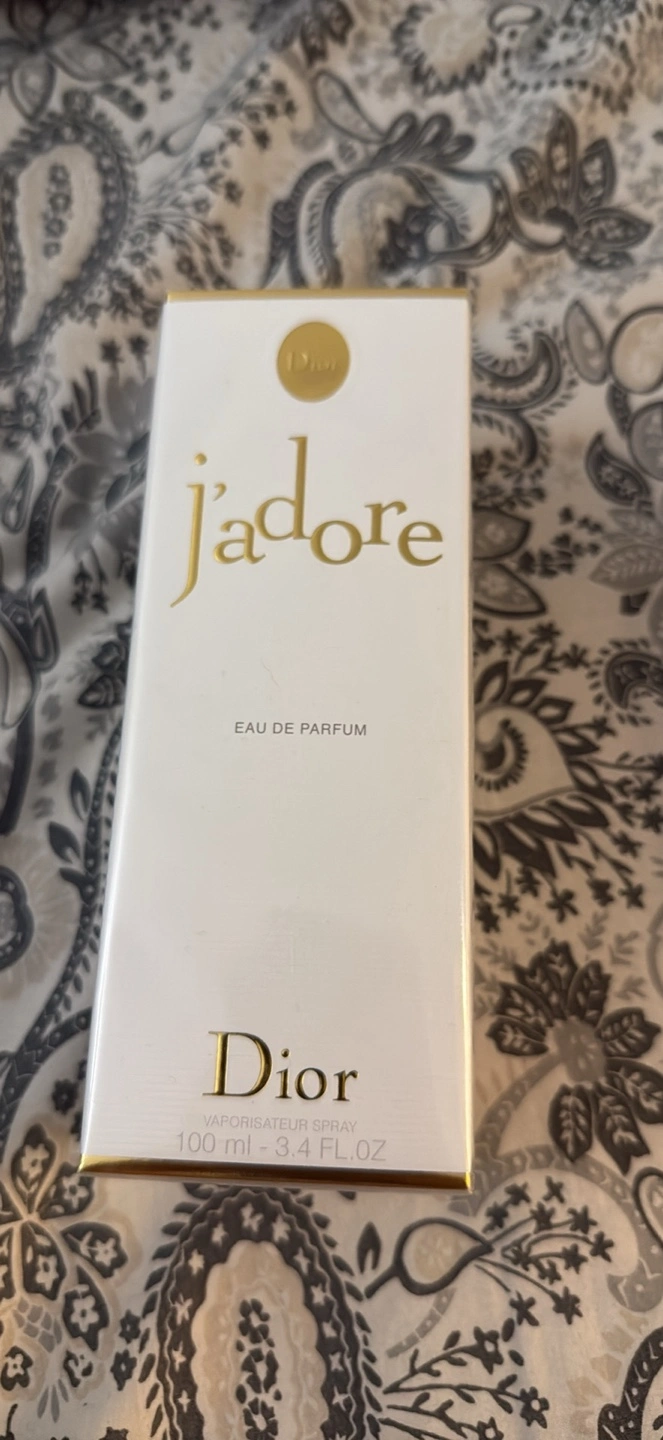 Dior
j'adore
EAU DE PARFUM
Dior
VAPORISATEUR SPRAY
100 ml - 3.4 FL.OZ